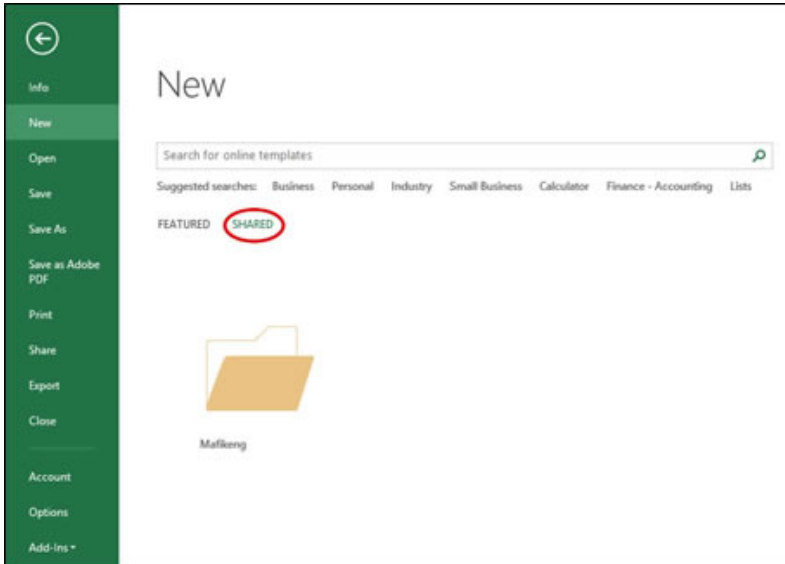 New
Info
New
Open
Save
Save As
Save as Adobe
PDF
Print
Share
Export
Close
Account
Options
Add-Ins
Search for online templates
Suggested searches: Business Personal Industry Small Business Calculator Finance - Accounting Lists
FEATURED SHARED
Mafikeng